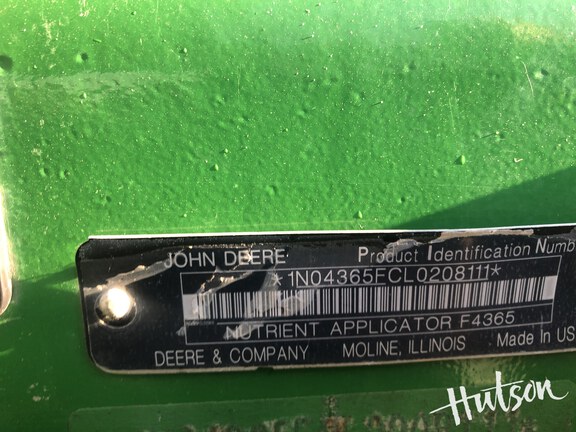 JOHN DEERE Product Identification Numb
*1N04365FCL0208111*
NUTRIENT APPLICATOR F4365
DEERE & COMPANY MOLINE, ILLINOIS Made in US
Hutson